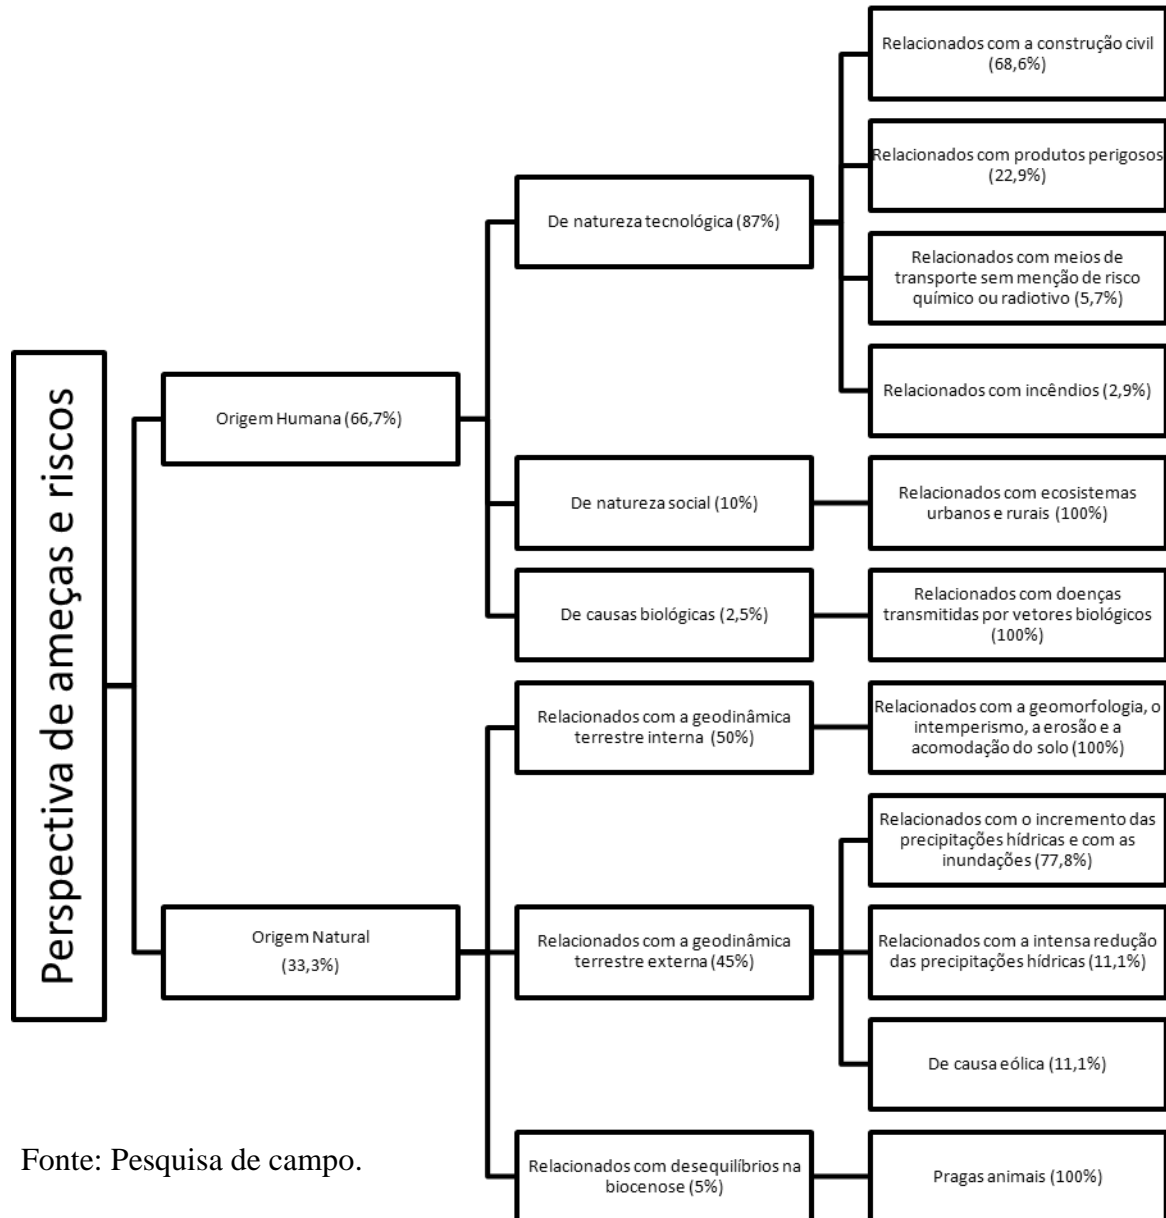 Perspectiva de ameças e riscos
Origem Humana (66,7%)
De natureza tecnológica (87%)
Relacionados com a construção civil
(68,6%)
Relacionados com produtos perigosos
(22,9%)
Relacionados com meios de
transporte sem menção de risco
químico ou radiotivo (5,7%)
Relacionados com incêndios (2,9%)
De natureza social (10%)
Relacionados com ecosistemas
urbanos e rurais (100%)
De causas biológicas (2,5%)
Relacionados com doenças
transmitidas por vetores biológicos
(100%)
Origem Natural
(33,3%)
Relacionados com a geodinâmica
terrestre interna (50%)
Relacionados com a geomorfologia, o
intemperismo, a erosão e a
acomodação do solo (100%)
Relacionados com a geodinâmica
terrestre externa (45%)
Relacionados com o incremento das
precipitações hídricas e com as
inundações (77,8%)
Relacionados com a intensa redução
das precipitações hídricas (11,1%)
De causa eólica (11,1%)
Relacionados com desequilíbrios na
biocenose (5%)
Pragas animais (100%)
Fonte: Pesquisa de campo.